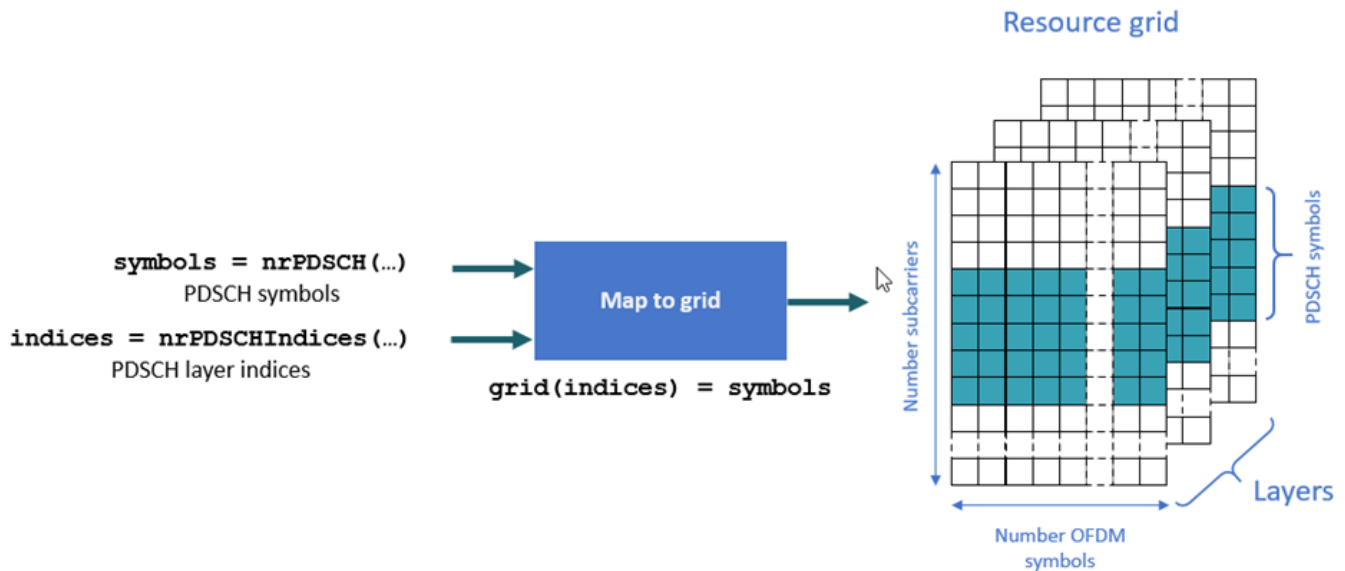 Resource grid
symbols = nrPDSCH(…)
PDSCH symbols
indices = nrPDSCHIndices(…)
PDSCH layer indices
Map to grid
grid(indices) = symbols
Number subcarriers
PDSCH symbols
Layers
Number OFDM
symbols